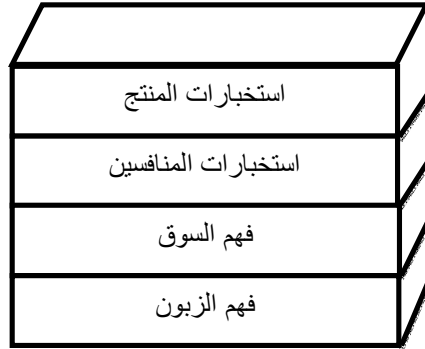 استخبارات المنتج
استخبارات المنافسين
فهم السوق
فهم الزبون